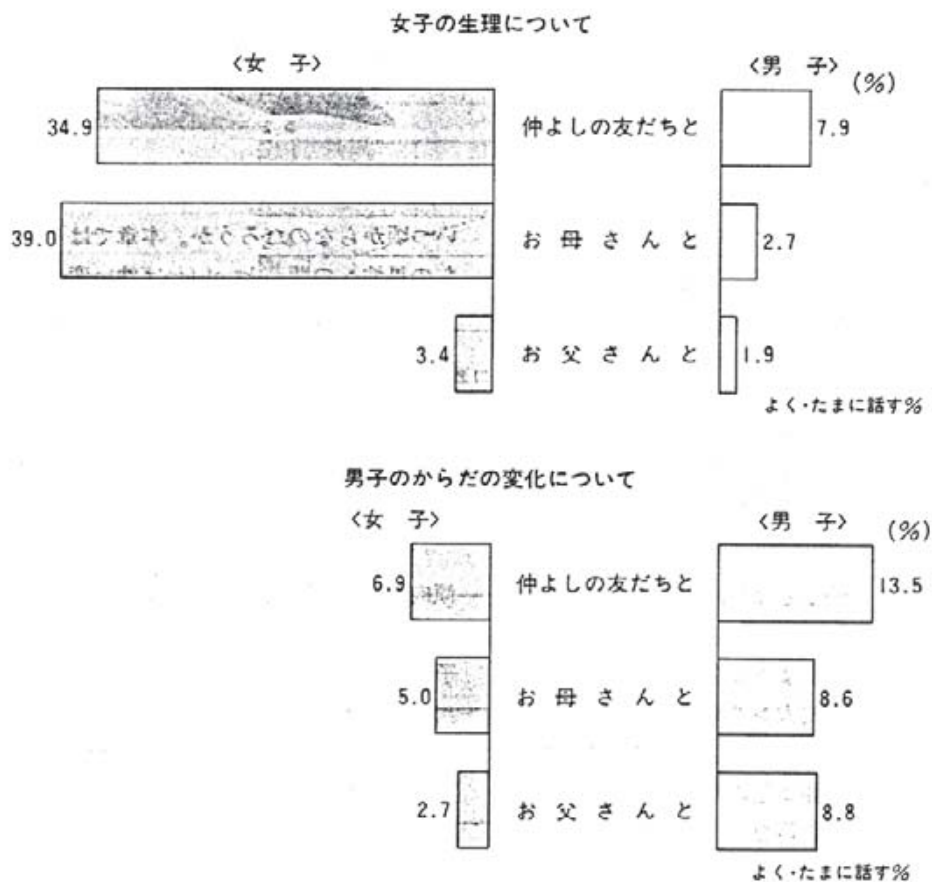 女子の生理について
〈女 子〉 〈男 子〉 (%)
34.9 仲よしの友だちと 7.9
39.0 お母さんと 2.7
3.4 お父さんと 1.9
よく・たまに話す%
男子のからだの変化について
〈女 子〉 〈男 子〉 (%)
6.9 仲よしの友だちと 13.5
5.0 お母さんと 8.6
2.7 お父さんと 8.8
よく・たまに話す%